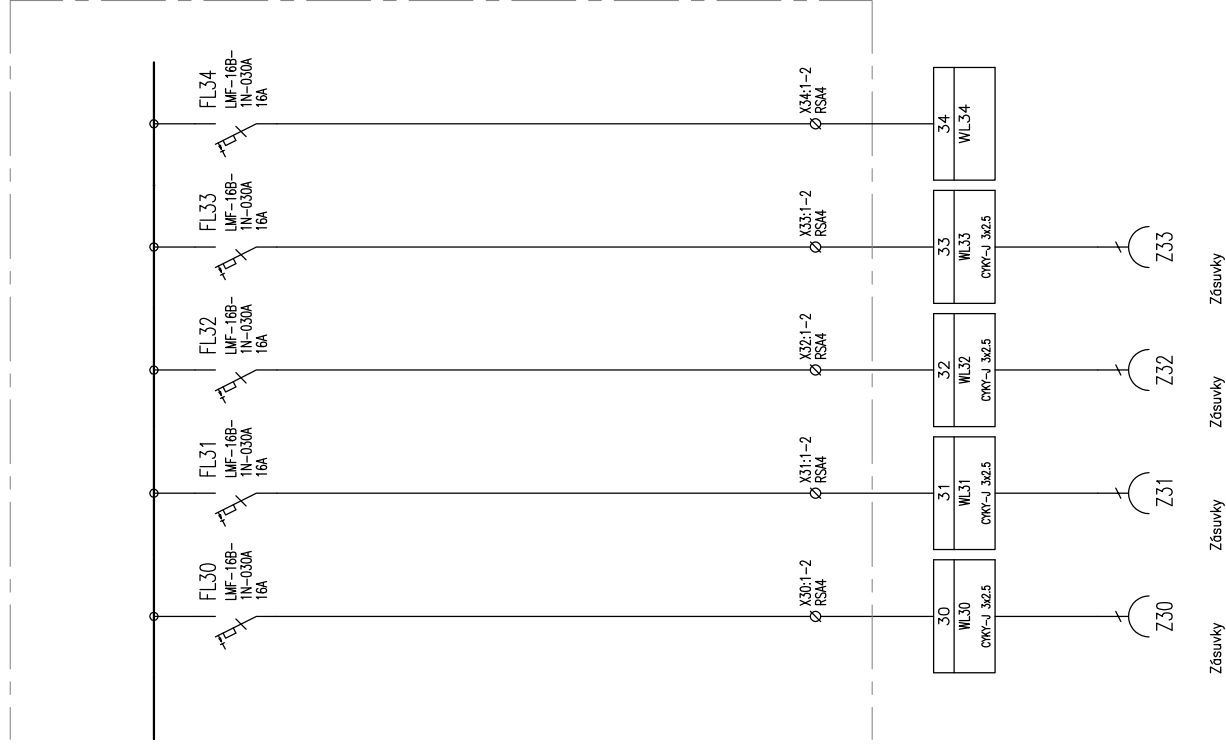 FL34
LMF-16B-
1N-030A
16A
X34:1-2
RSA4
34
WL34
FL33
LMF-16B-
1N-030A
16A
X33:1-2
RSA4
33
WL33
CYKY-J 3x2.5
Z33
Zásuvky
FL32
LMF-16B-
1N-030A
16A
X32:1-2
RSA4
32
WL32
CYKY-J 3x2.5
Z32
Zásuvky
FL31
LMF-16B-
1N-030A
16A
X31:1-2
RSA4
31
WL31
CYKY-J 3x2.5
Z31
Zásuvky
FL30
LMF-16B-
1N-030A
16A
X30:1-2
RSA4
30
WL30
CYKY-J 3x2.5
Z30
Zásuvky